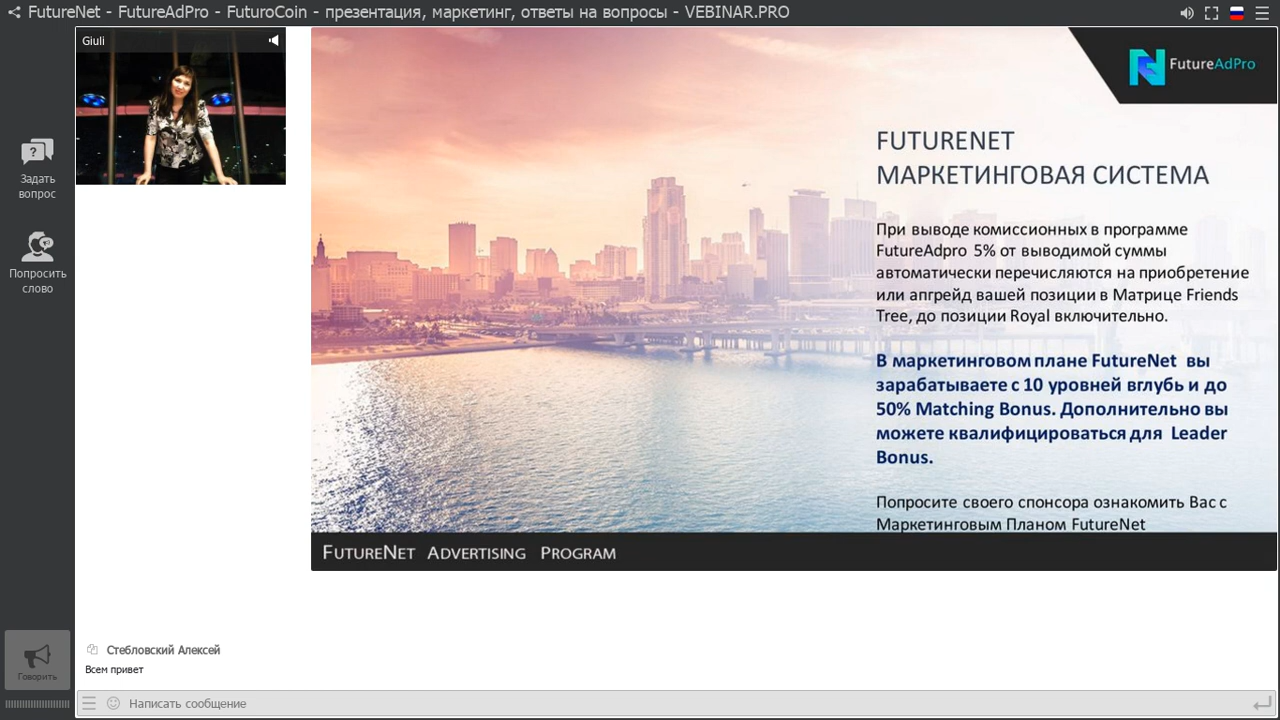 FutureNet - FutureAdPro - FuturoCoin - презентация, маркетинг, ответы на вопросы - VEBINAR.PRO
Giuli
Задать
вопрос
Попросить
слово
FutureAdPro
FUTURENET
МАРКЕТИНГОВАЯ СИСТЕМА
При выводе комиссионных в программе
FutureAdpro 5% от выводимой суммы
автоматически перечисляются на приобретение
или апгрейд вашей позиции в Матрице Friends
Tree, до позиции Royal включительно.
В маркетинговом плане FutureNet вы
зарабатываете с 10 уровней вглубь и до
50% Matching Bonus. Дополнительно вы
можете квалифицироваться для Leader
Bonus.
Попросите своего спонсора ознакомить Вас с
Маркетинговым Планом FutureNet
FutureNet Advertising Program
Стебловский Алексей
Всем привет
Говорить
Написать сообщение